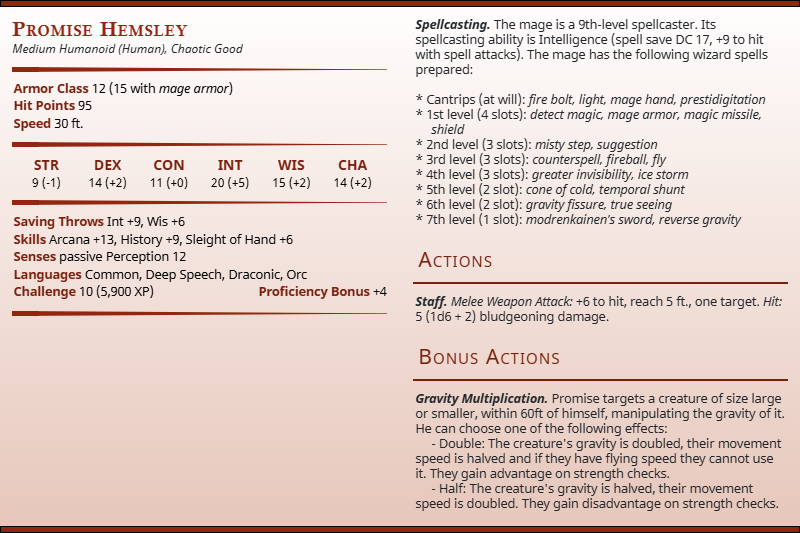 Promise Hemsley
Medium Humanoid (Human), Chaotic Good
Armor Class 12 (15 with mage armor)
Hit Points 95
Speed 30 ft.
STR DEX CON INT WIS CHA
9 (-1) 14 (+2) 11 (+0) 20 (+5) 15 (+2) 14 (+2)
Saving Throws Int +9, Wis +6
Skills Arcana +13, History +9, Sleight of Hand +6
Senses passive Perception 12
Languages Common, Deep Speech, Draconic, Orc
Challenge 10 (5,900 XP) Proficiency Bonus +4
Spellcasting. The mage is a 9th-level spellcaster. Its
spellcasting ability is Intelligence (spell save DC 17, +9 to hit
with spell attacks). The mage has the following wizard spells
prepared:
* Cantrips (at will): fire bolt, light, mage hand, prestidigitation
* 1st level (4 slots): detect magic, mage armor, magic missile,
shield
* 2nd level (3 slots): misty step, suggestion
* 3rd level (3 slots): counterspell, fireball, fly
* 4th level (3 slots): greater invisibility, ice storm
* 5th level (2 slot): cone of cold, temporal shunt
* 6th level (2 slot): gravity fissure, true seeing
* 7th level (1 slot): modrenkainen's sword, reverse gravity
Actions
Staff. Melee Weapon Attack: +6 to hit, reach 5 ft., one target. Hit:
5 (1d6 + 2) bludgeoning damage.
Bonus Actions
Gravity Multiplication. Promise targets a creature of size large
or smaller, within 60ft of himself, manipulating the gravity of it.
He can choose one of the following effects:
- Double: The creature's gravity is doubled, their movement
speed is halved and if they have flying speed they cannot use
it. They gain advantage on strength checks.
- Half: The creature's gravity is halved, their movement
speed is doubled. They gain disadvantage on strength checks.